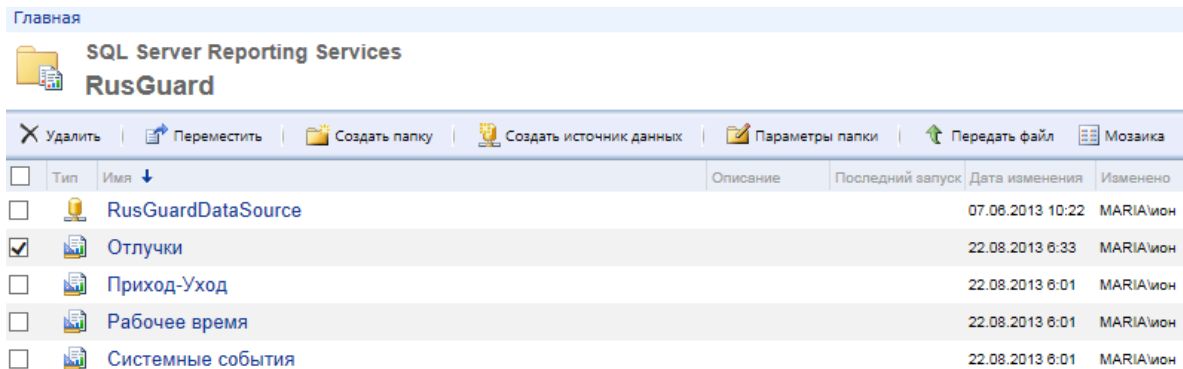 Главная
SQL Server Reporting Services
RusGuard
Удалить Переместить Создать папку Создать источник данных Параметры папки Передать файл Мозаика
Тип Имя Описание Последний запуск Дата изменения Изменено
RusGuardDataSource 07.06.2013 10:22 MARIA\ион
Отлучки 22.08.2013 6:33 MARIA\ион
Приход-Уход 22.08.2013 6:01 MARIA\ион
Рабочее время 22.08.2013 6:01 MARIA\ион
Системные события 22.08.2013 6:01 MARIA\ион